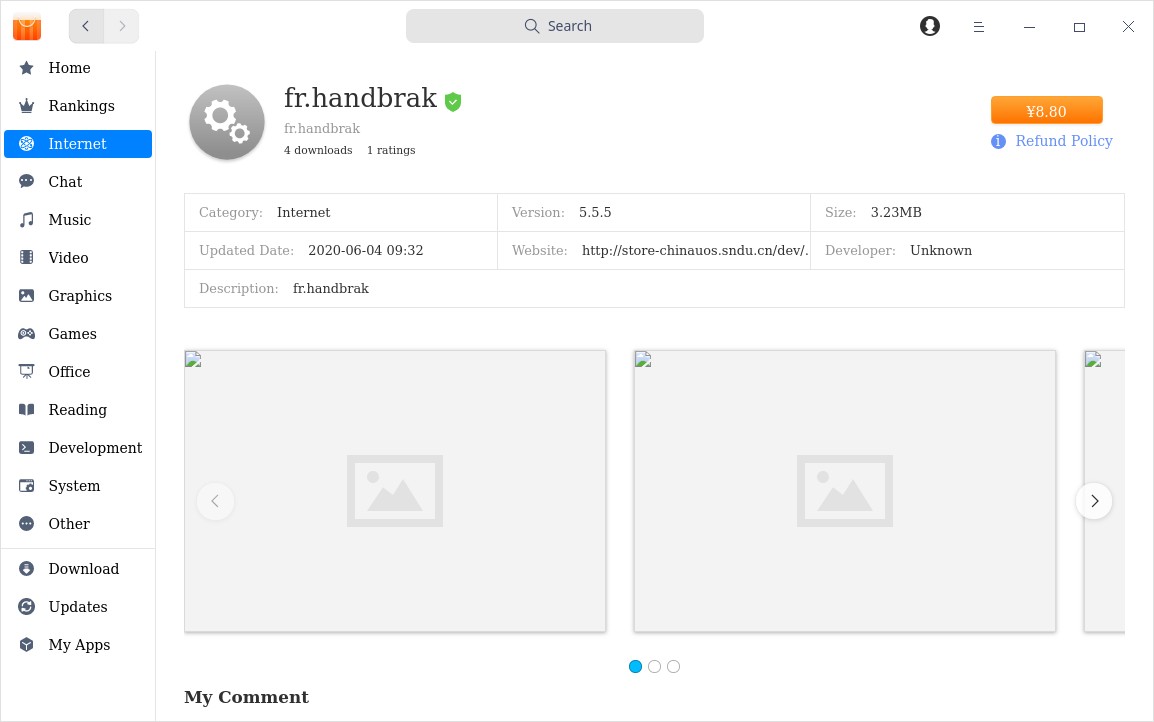 Search
Home
Rankings
Internet
Chat
Music
Video
Graphics
Games
Office
Reading
Development
System
Other
Download
Updates
My Apps
fr.handbrak
fr.handbrak
4 downloads 1 ratings
¥8.80
Refund Policy
Category: Internet Version: 5.5.5 Size: 3.23MB
Updated Date: 2020-06-04 09:32 Website: http://store-chinauos.sndu.cn/dev/. Developer: Unknown
Description: fr.handbrak
My Comment